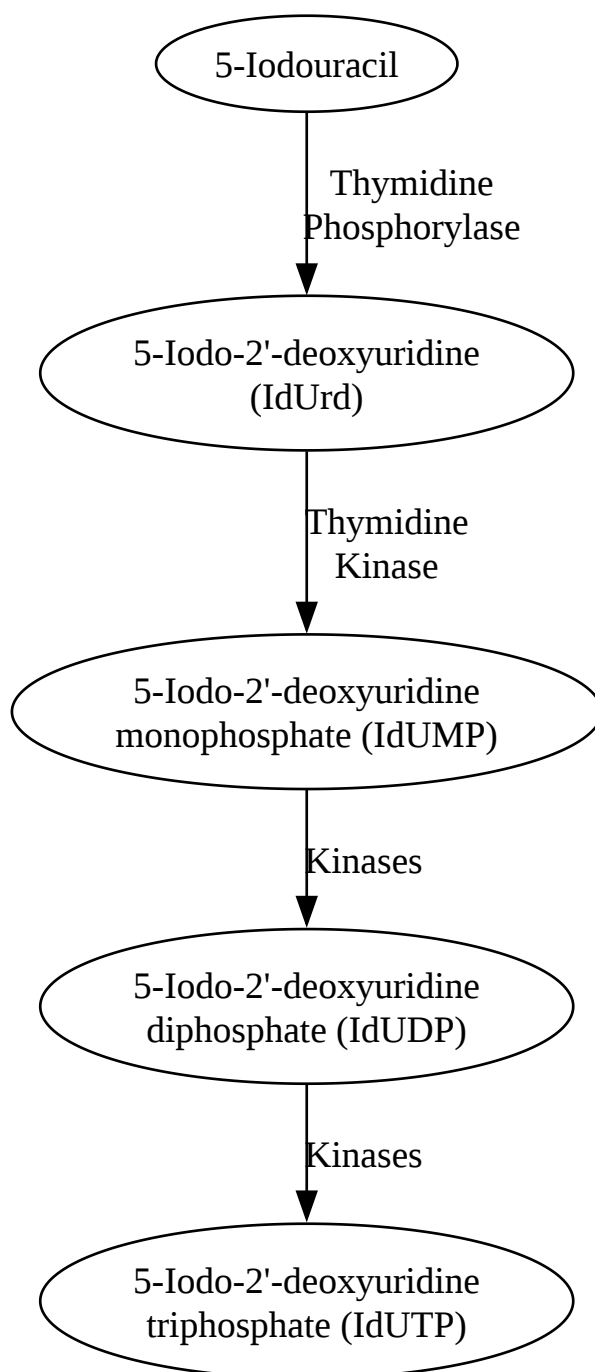 5-Iodouracil
Thymidine
Phosphorylase
5-Iodo-2'-deoxyuridine
(IdUrd)
Thymidine
Kinase
5-Iodo-2'-deoxyuridine
monophosphate (IdUMP)
Kinases
5-Iodo-2'-deoxyuridine
diphosphate (IdUDP)
Kinases
5-Iodo-2'-deoxyuridine
triphosphate (IdUTP)